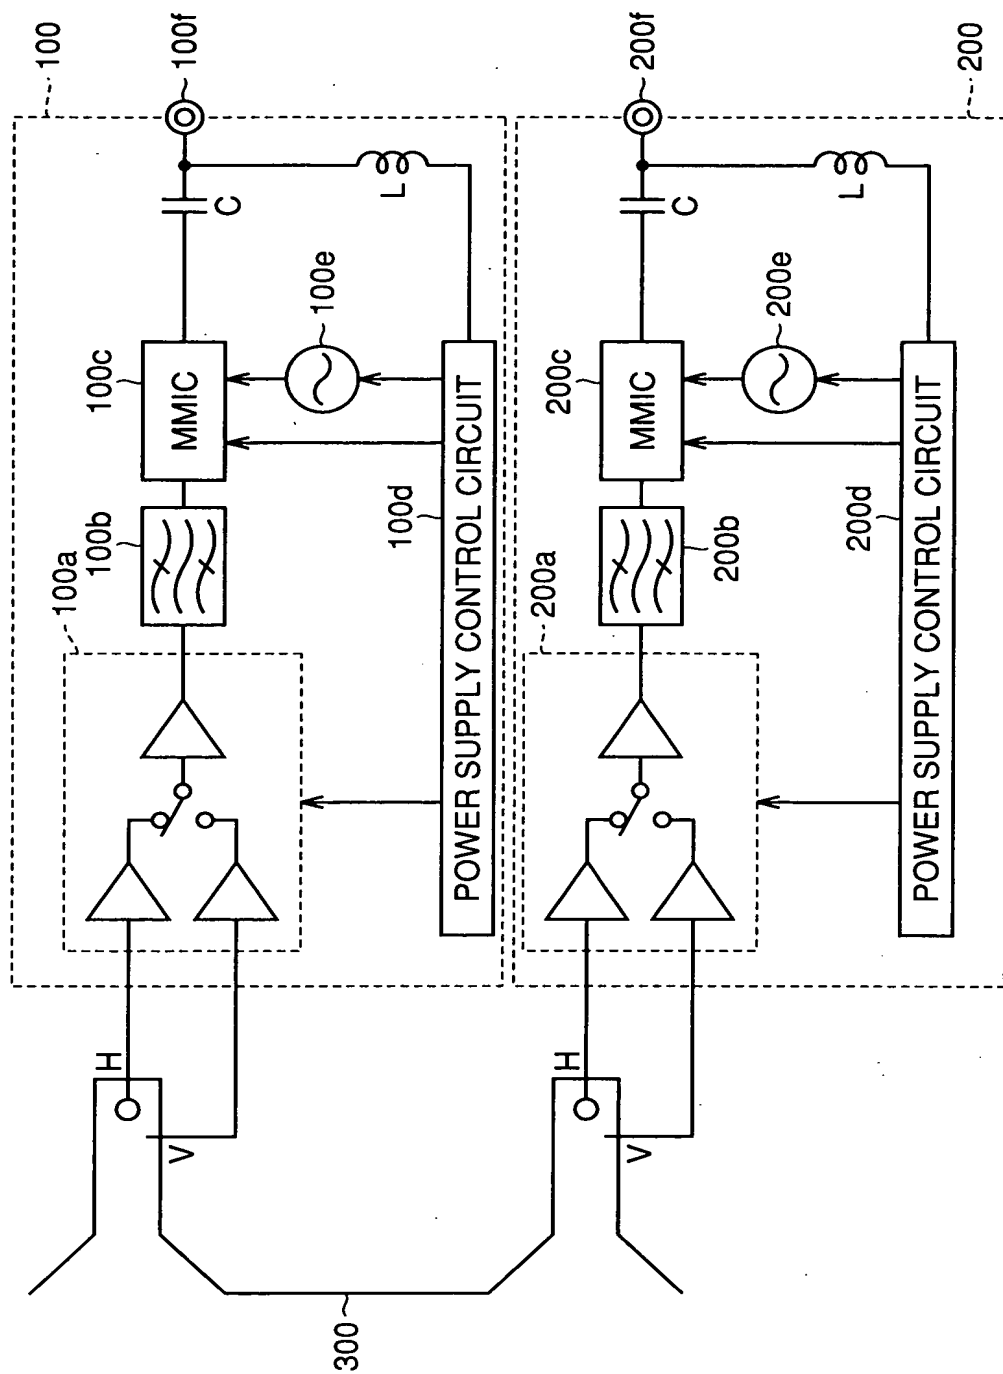 100
100f
C
L
100e
100c
MMIC
100b
100a
100d
POWER SUPPLY CONTROL CIRCUIT
H
V
200f
200
C
L
200e
200c
MMIC
200b
200a
200d
POWER SUPPLY CONTROL CIRCUIT
H
V
300